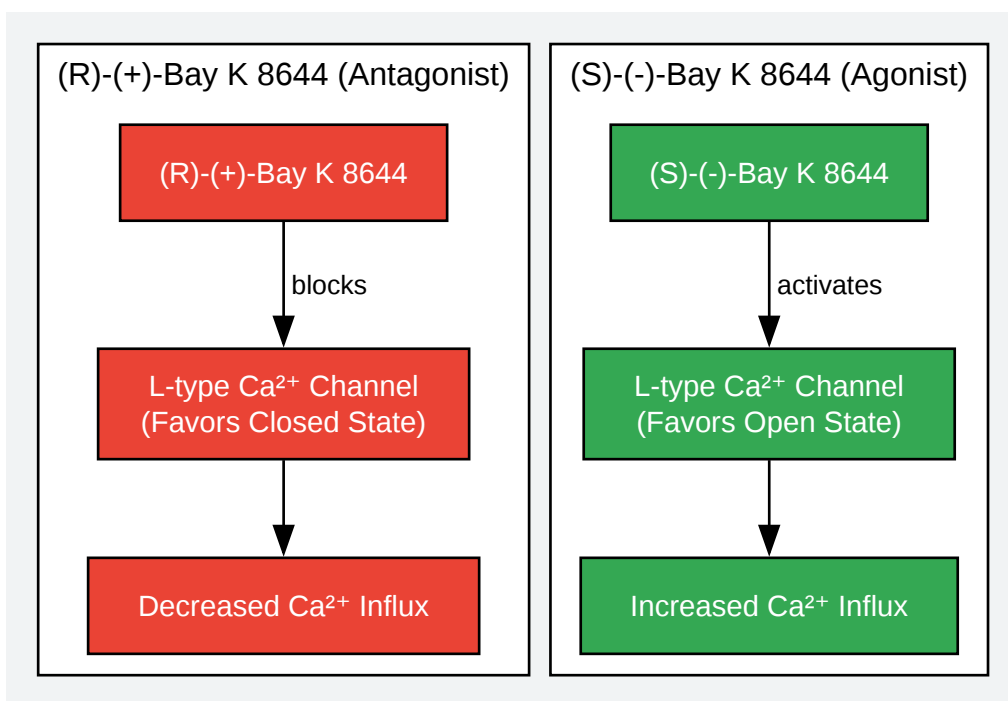 (R)-(+)-Bay K 8644 (Antagonist)
(R)-(+)-Bay K 8644
blocks
L-type Ca²⁺ Channel
(Favors Closed State)
Decreased Ca²⁺ Influx
(S)-(-)-Bay K 8644 (Agonist)
(S)-(-)-Bay K 8644
activates
L-type Ca²⁺ Channel
(Favors Open State)
Increased Ca²⁺ Influx